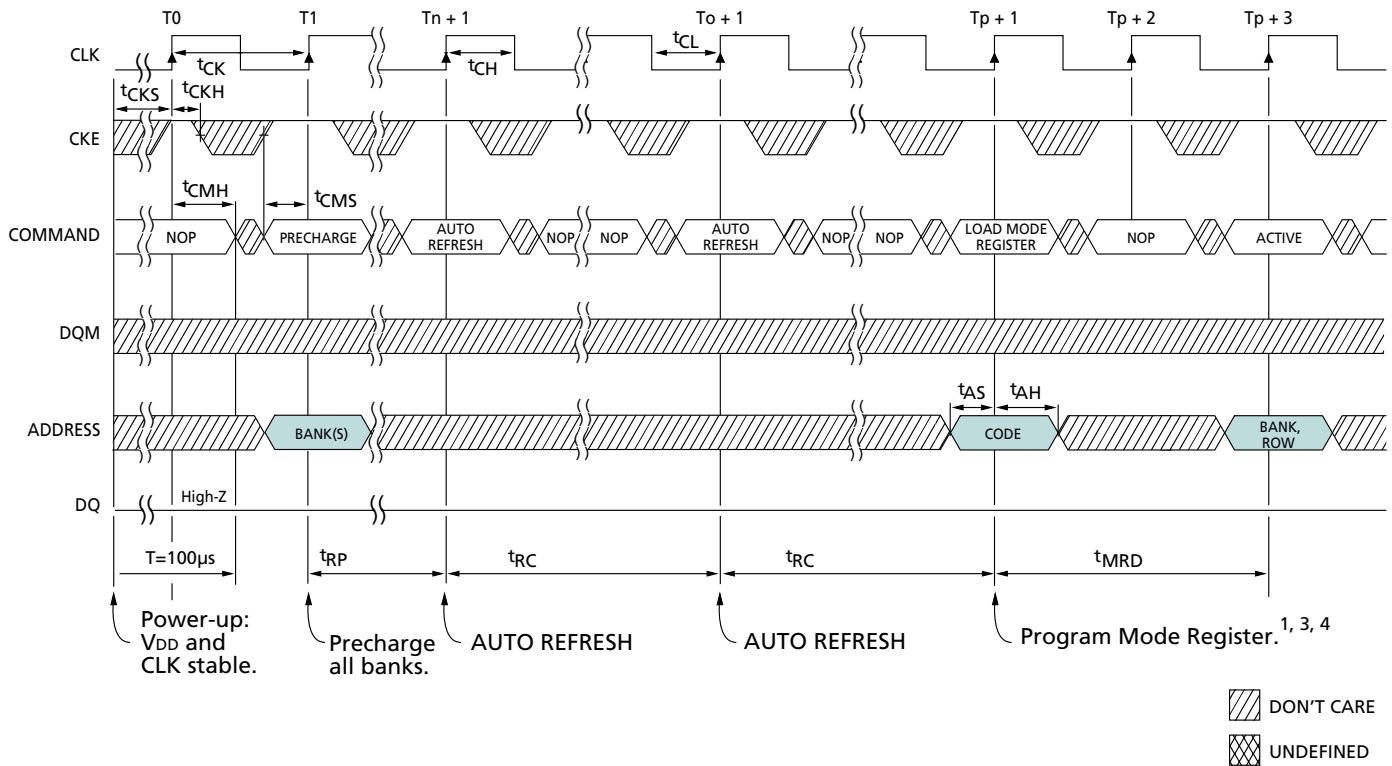 T0 T1 Tn + 1 To + 1 Tp + 1 Tp + 2 Tp + 3
CLK
tCK
tCH
tCL
tCKS
tCKH
CKE
tCMH
tCMS
COMMAND
NOP
PRECHARGE
AUTO
REFRESH
NOP
NOP
AUTO
REFRESH
NOP
NOP
LOAD MODE
REGISTER
NOP
ACTIVE
DQM
tAS
tAH
ADDRESS
BANK(S)
CODE
BANK,
ROW
DQ
High-Z
T=100µs
tRP
tRC
tRC
tMRD
Power-up:
VDD and
CLK stable.
Precharge
all banks.
AUTO REFRESH
AUTO REFRESH
Program Mode Register.1, 3, 4
DON'T CARE
UNDEFINED